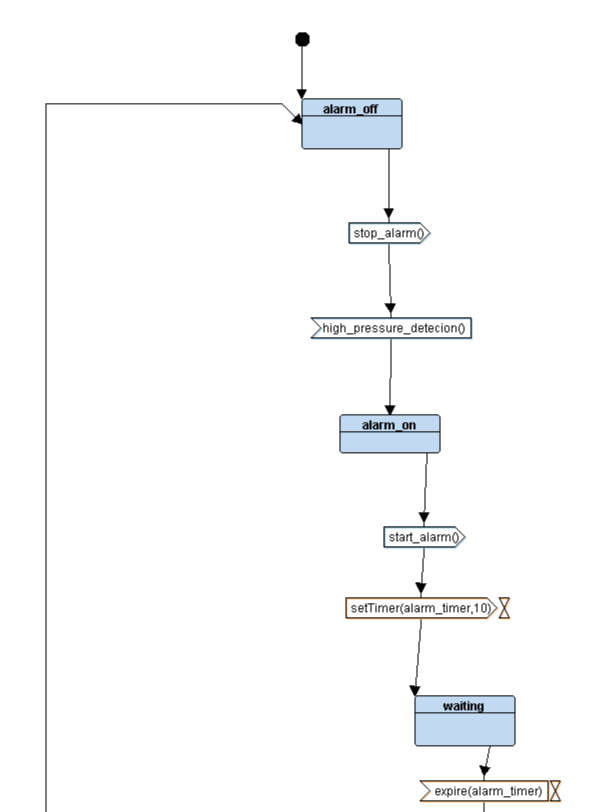 alarm_off
stop_alarm()
high_pressure_detecion()
alarm_on
start_alarm()
setTimer(alarm_timer,10)
waiting
expire(alarm_timer)